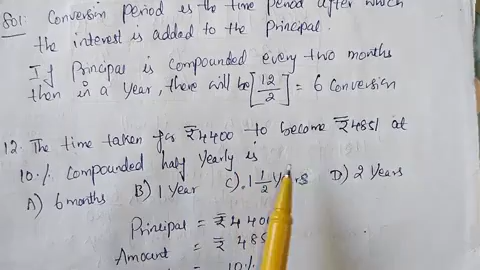 Sol: Conversion period is the time period after which
the interest is added to the Principal.
If Principal is compounded every two months
then in a year, there will be [12/2] = 6 Conversion
12. The time taken for ₹4400 to become ₹4851 at
10% Compounded half yearly is
A) 6 months B) 1 year C) 1 1/2 years D) 2 years
Principal = ₹ 440
Amount = ₹ 485
= 10%